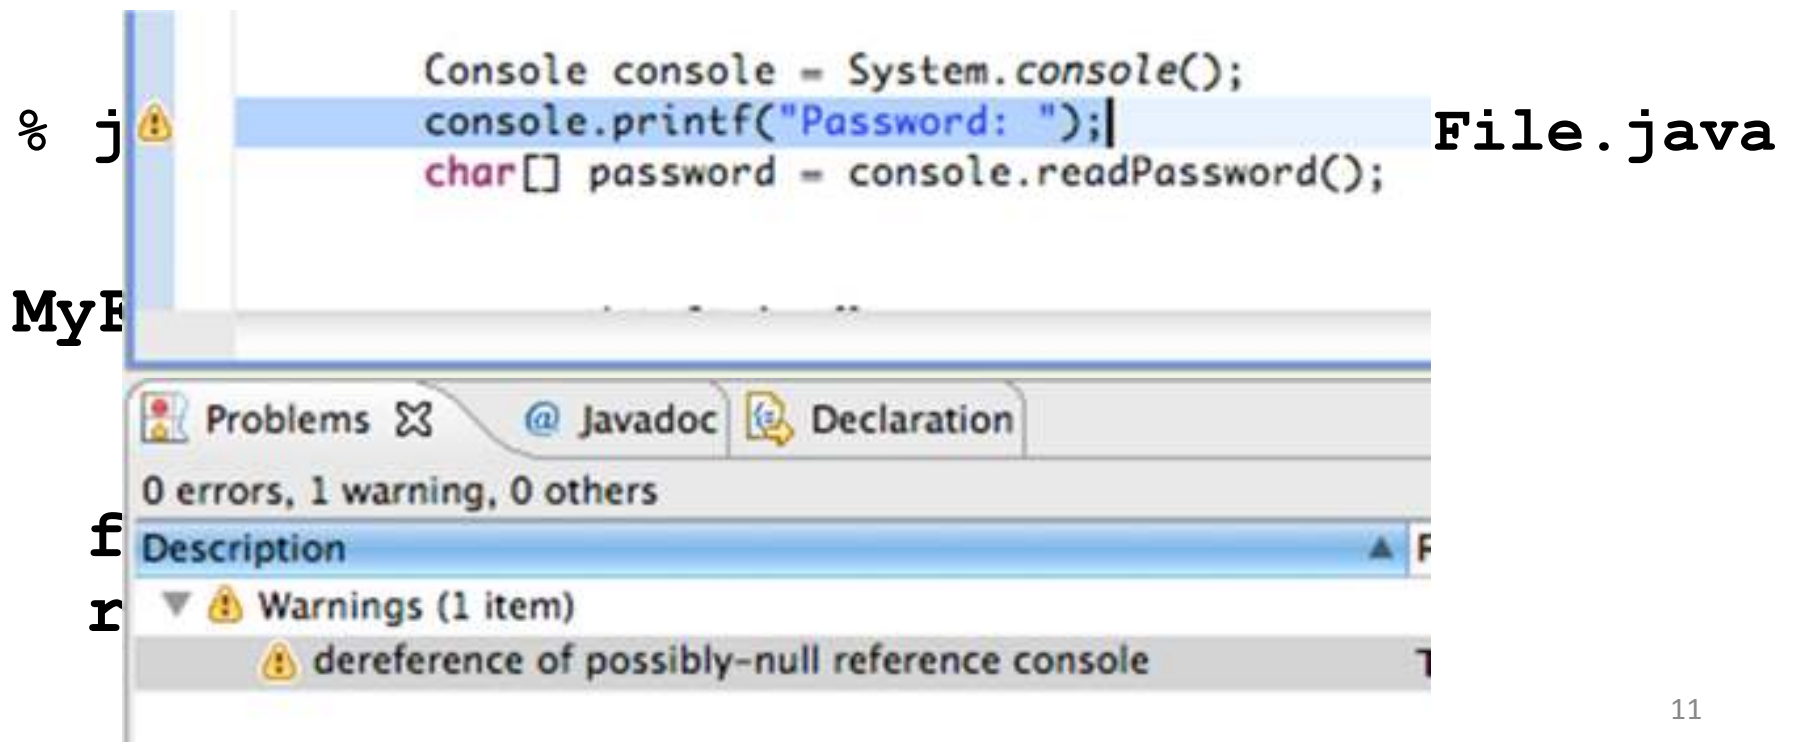 Console console = System.console();
% j console.printf("Password: "); File.java
char[] password = console.readPassword();
Problems @ Javadoc Declaration
0 errors, 1 warning, 0 others
Description
Warnings (1 item)
dereference of possibly-null reference console
11